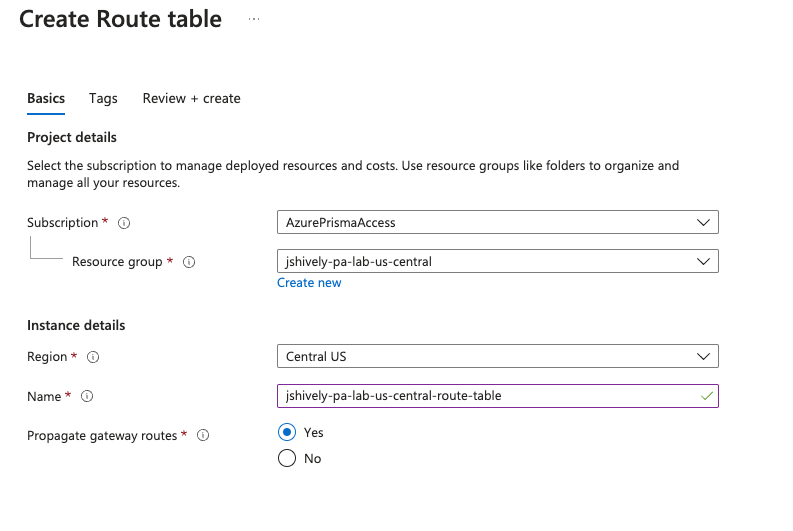 Create Route table ...
Basics Tags Review + create
Project details
Select the subscription to manage deployed resources and costs. Use resource groups like folders to organize and
manage all your resources.
Subscription * AzurePrismaAccess
Resource group * jshively-pa-lab-us-central
Create new
Instance details
Region * Central US
Name * jshively-pa-lab-us-central-route-table
Propagate gateway routes * Yes
No